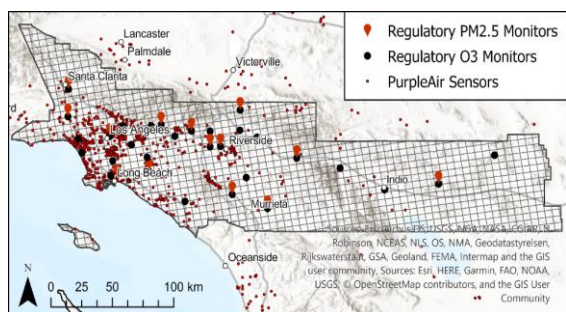 Regulatory PM2.5 Monitors
Regulatory O3 Monitors
PurpleAir Sensors
Lancaster
Palmdale
Victorville
Santa Clarita
Los Angeles
Riverside
Long Beach
Indio
Murrieta
Oceanside
N
0 25 50 100 km
USGS,
Robinson, NCEAS, NLS, OS, NMA, Geodatastyrelsen,
Rijkswaterstaat, GSA, Geoland, FEMA, Intermap and the GIS
user community, Sources: Esri, HERE, Garmin, FAO, NOAA,
USGS, © OpenStreetMap contributors, and the GIS User
Community